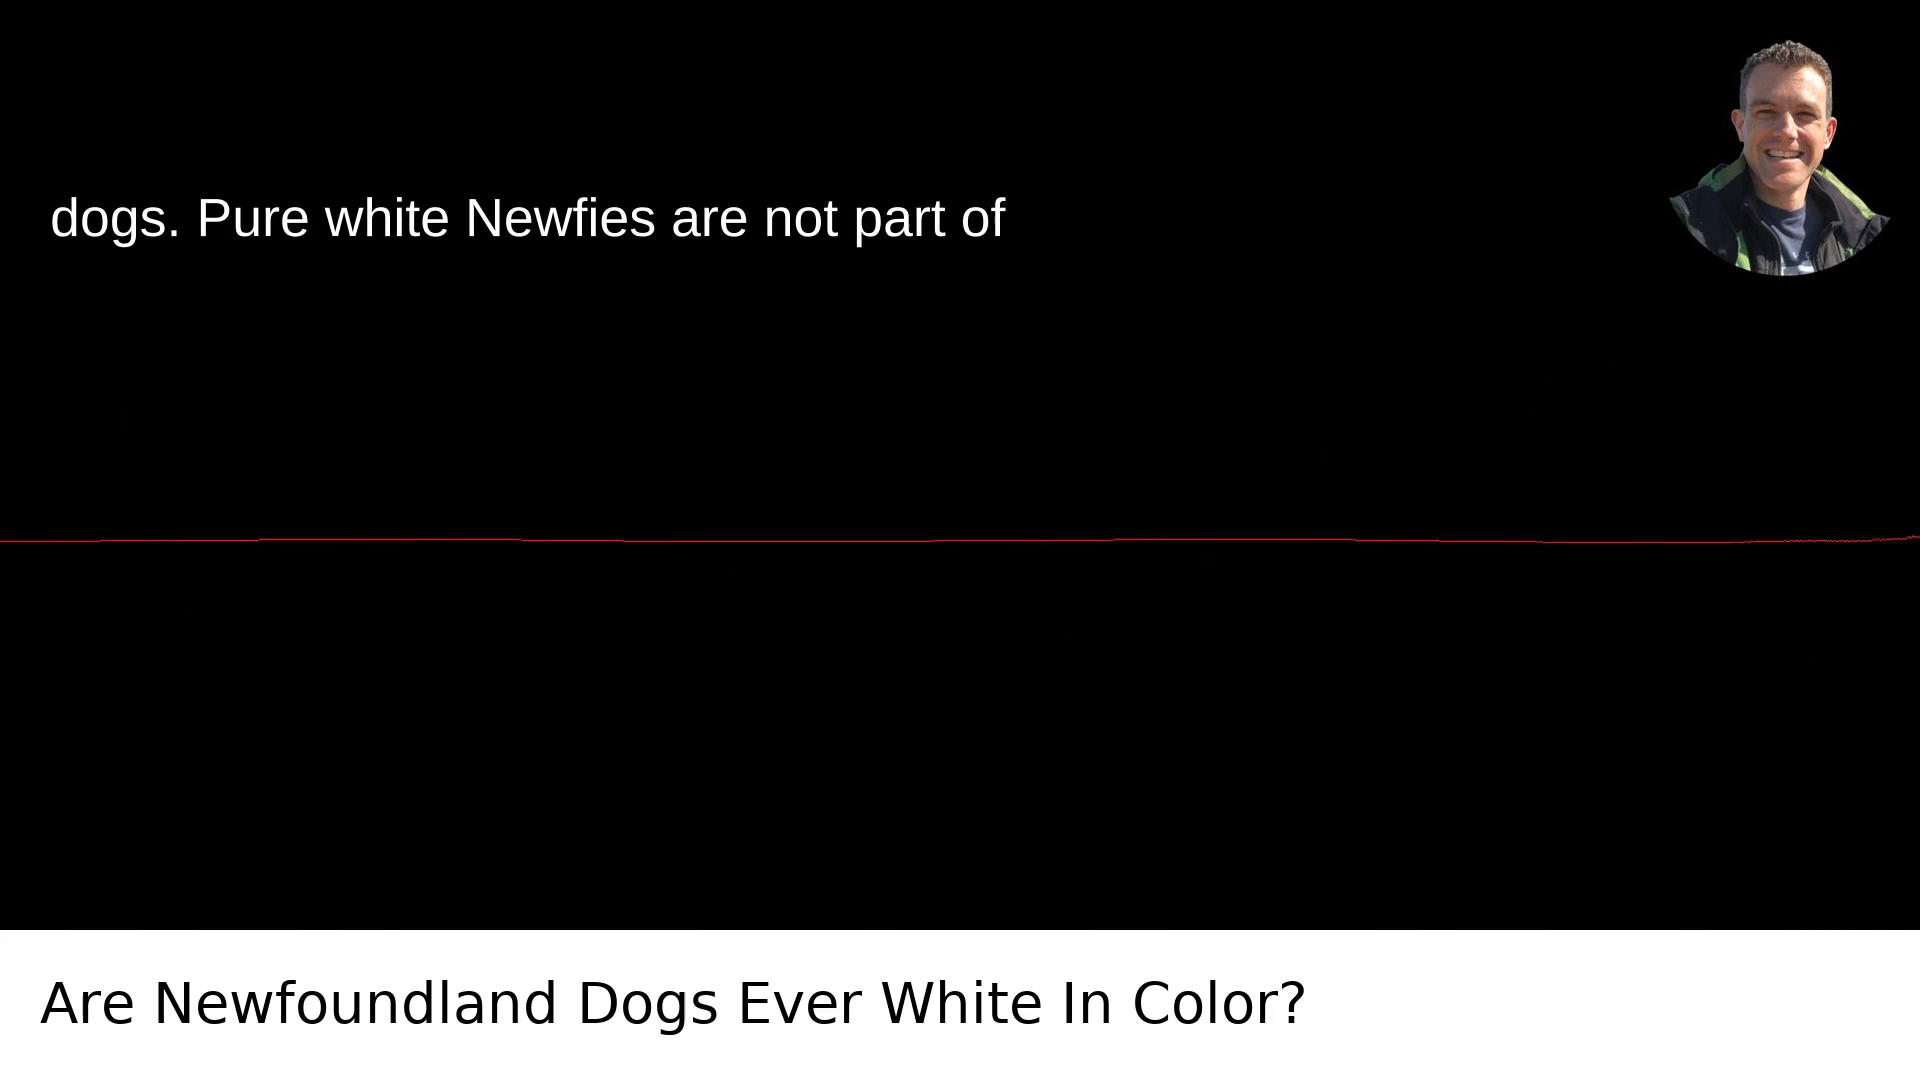 dogs. Pure white Newfies are not part of
Are Newfoundland Dogs Ever White In Color?